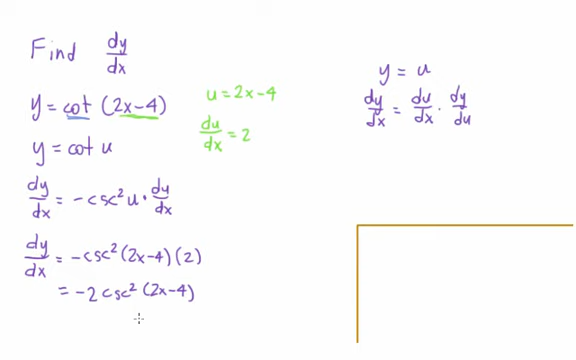 Find dy/dx
y = cot (2x-4)
u = 2x-4
du/dx = 2
y = cot u
dy/dx = -csc² u · dy/dx
dy/dx = -csc² (2x-4) (2)
= -2 csc² (2x-4)
y = u
dy/dx = du/dx · dy/du